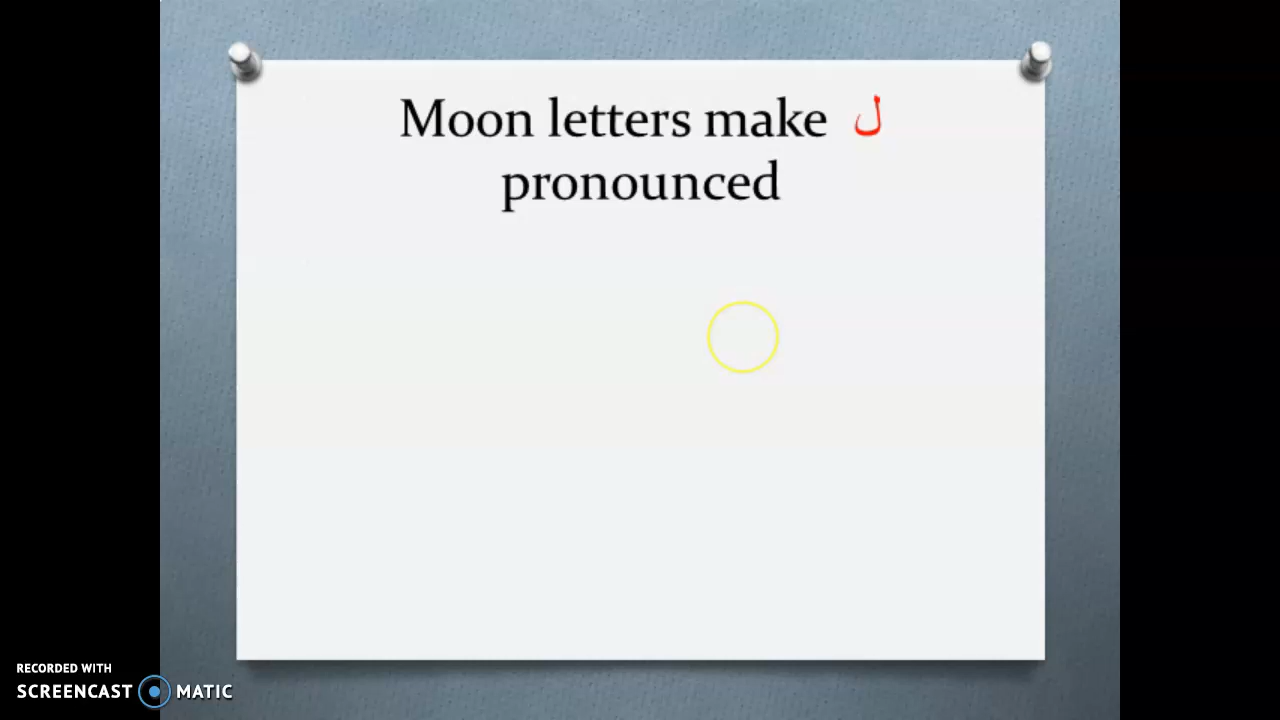 Moon letters make ل
pronounced
RECORDED WITH
SCREENCAST MATIC